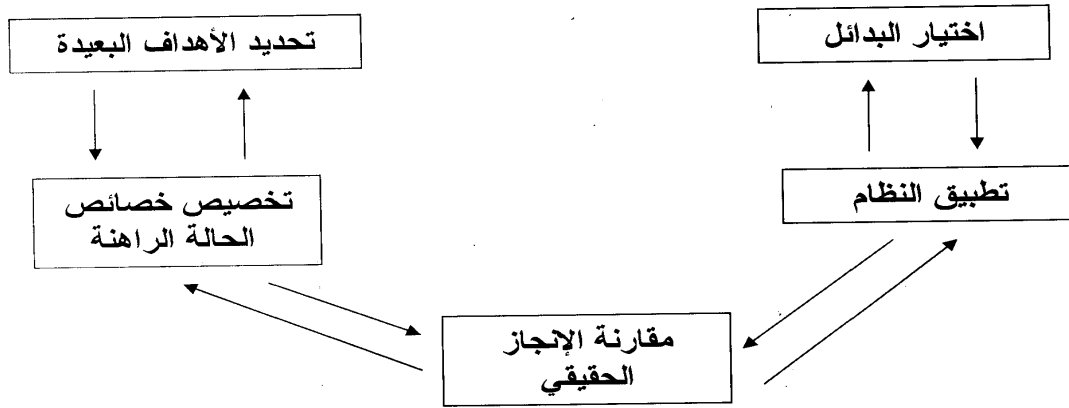 اختيار البدائل
تحديد الأهداف البعيدة
تطبيق النظام
تخصيص خصائص
الحالة الراهنة
مقارنة الإنجاز
الحقيقي